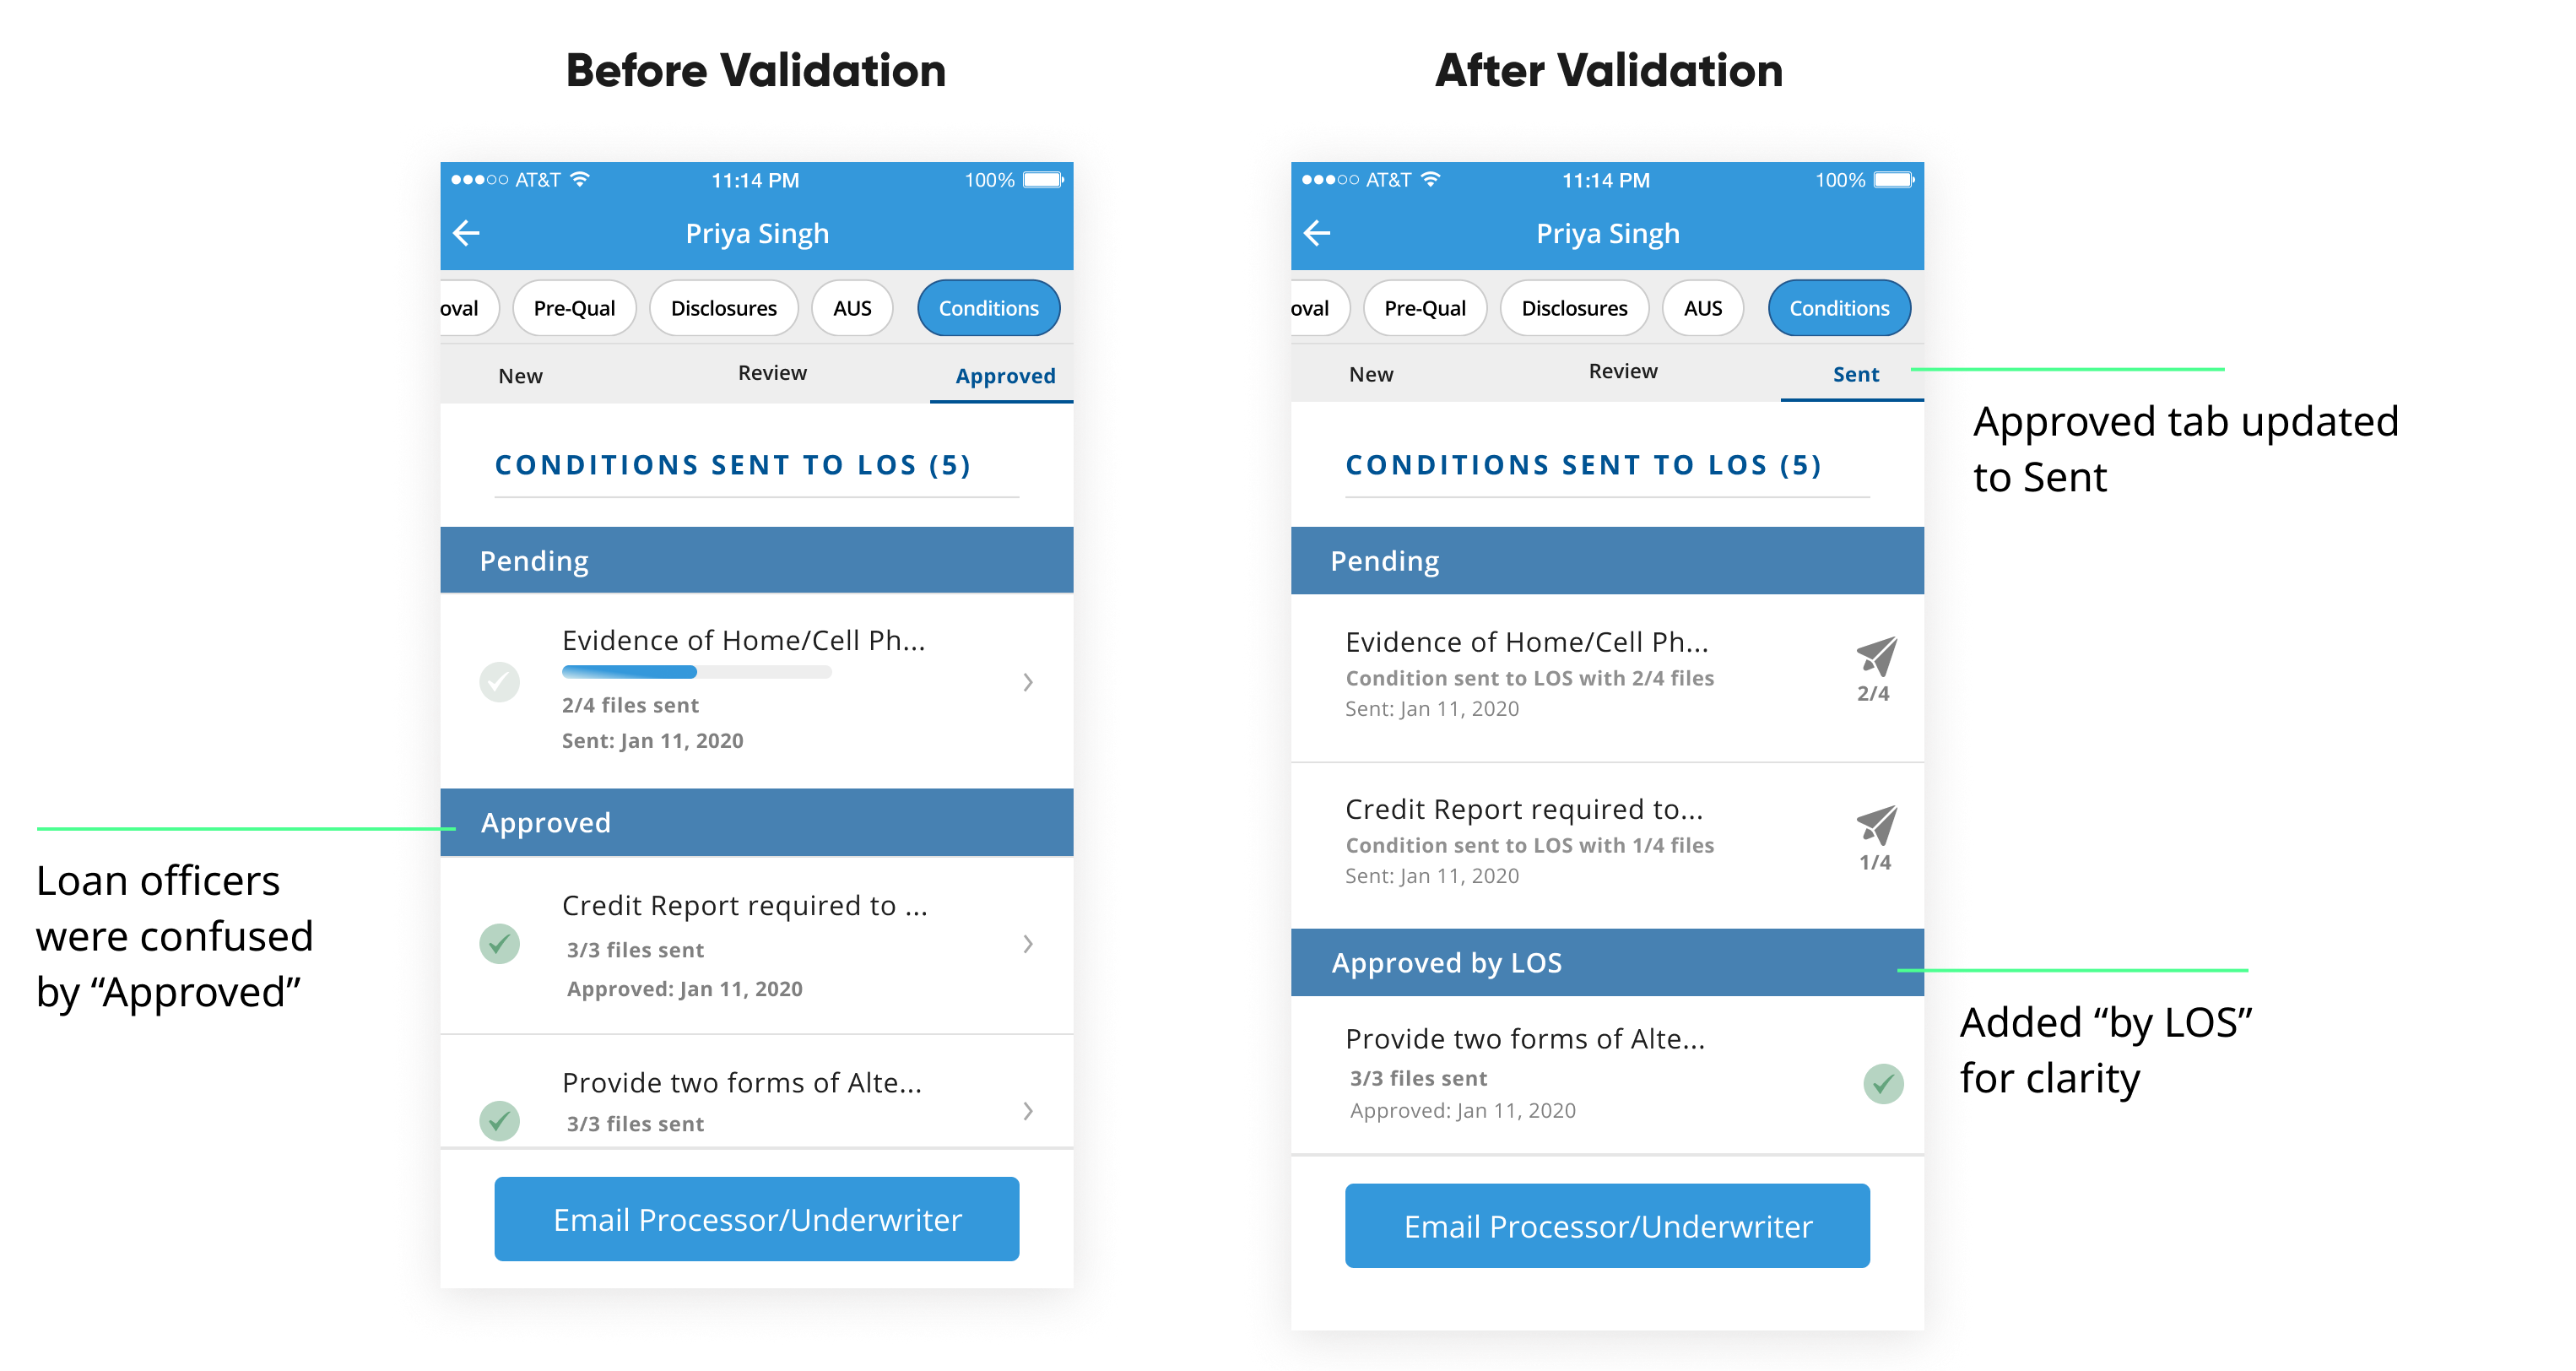 Before Validation
AT&T
11:14 PM
100%
Priya Singh
oval
Pre-Qual
Disclosures
AUS
Conditions
New
Review
Approved
CONDITIONS SENT TO LOS (5)
Pending
Evidence of Home/Cell Ph...
2/4 files sent
Sent: Jan 11, 2020
Approved
Credit Report required to ...
3/3 files sent
Approved: Jan 11, 2020
Provide two forms of Alte...
3/3 files sent
Email Processor/Underwriter
Loan officers
were confused
by “Approved”
After Validation
AT&T
11:14 PM
100%
Priya Singh
oval
Pre-Qual
Disclosures
AUS
Conditions
New
Review
Sent
CONDITIONS SENT TO LOS (5)
Pending
Evidence of Home/Cell Ph...
Condition sent to LOS with 2/4 files
Sent: Jan 11, 2020
2/4
Credit Report required to...
Condition sent to LOS with 1/4 files
Sent: Jan 11, 2020
1/4
Approved by LOS
Provide two forms of Alte...
3/3 files sent
Approved: Jan 11, 2020
Email Processor/Underwriter
Approved tab updated
to Sent
Added “by LOS”
for clarity